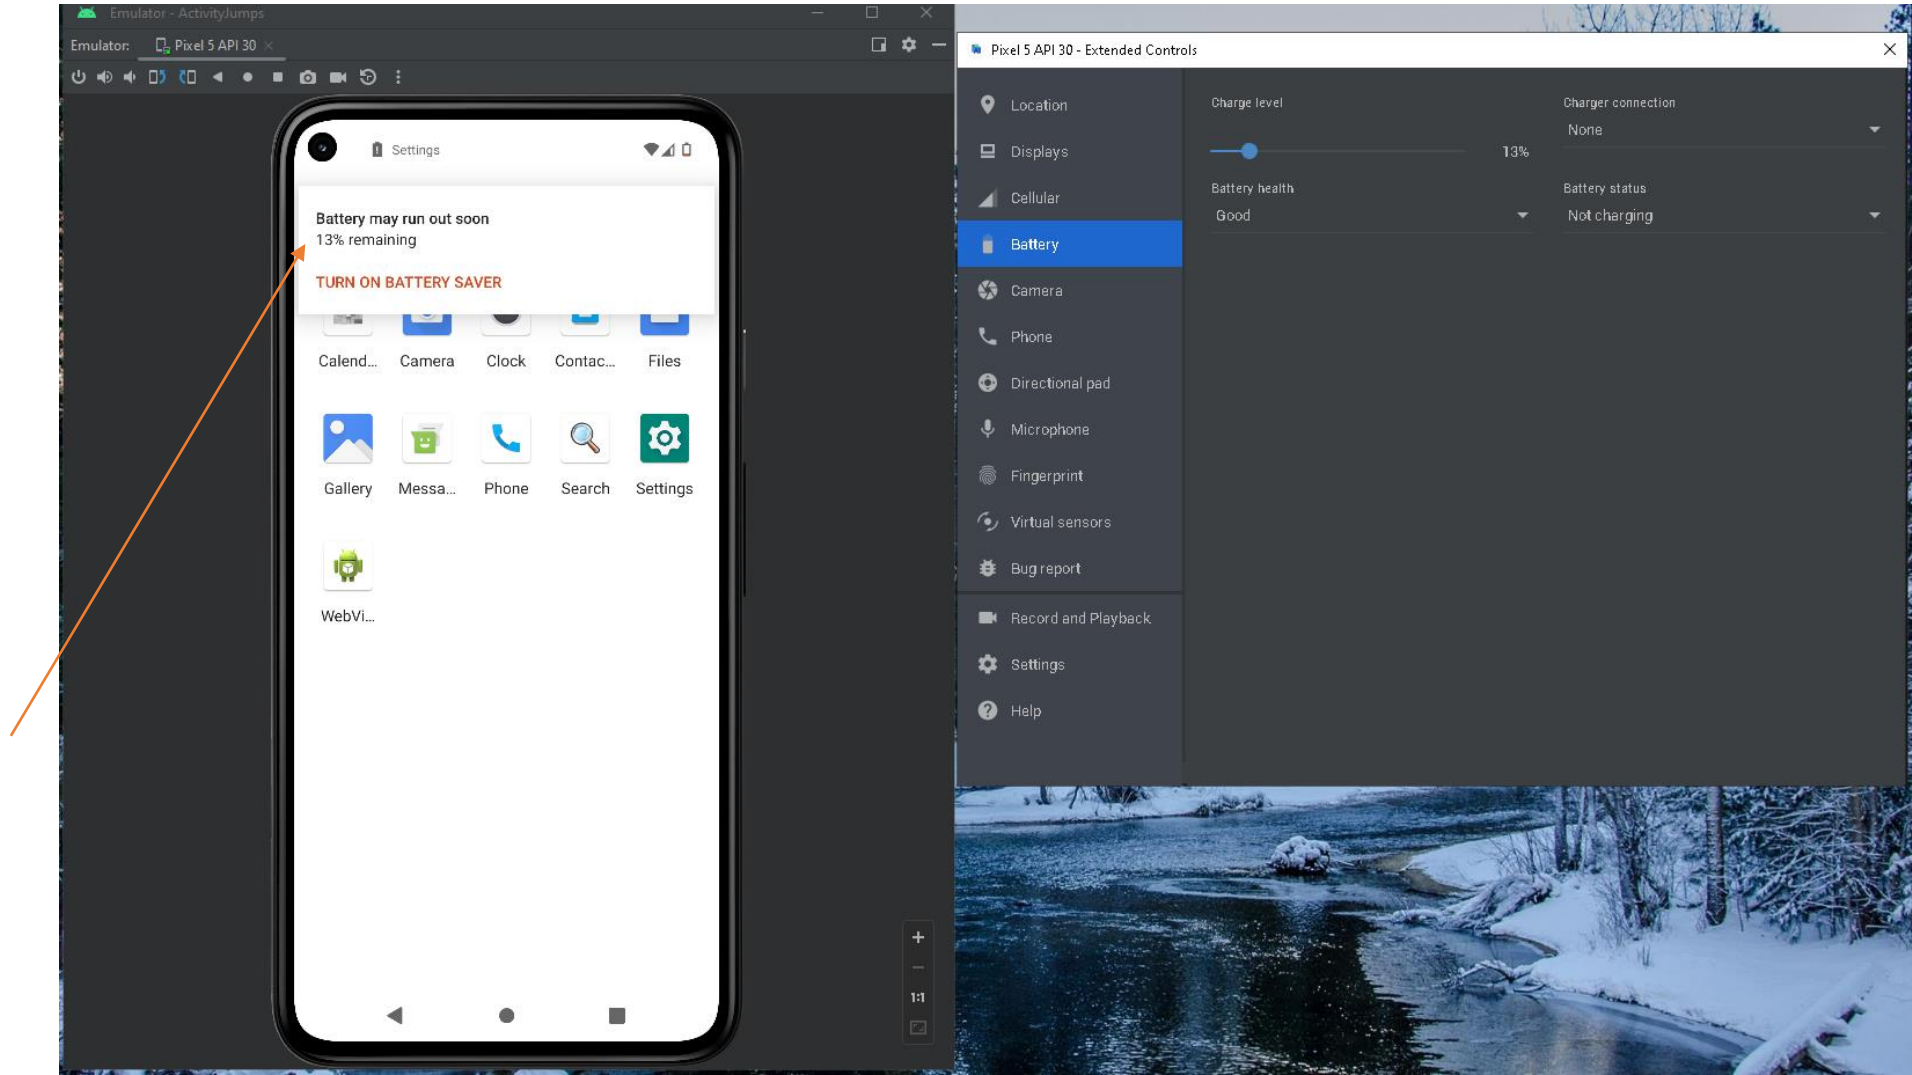 Emulator - ActivityJumps
Emulator: Pixel 5 API 30
Settings
Battery may run out soon
13% remaining
TURN ON BATTERY SAVER
Calend... Camera Clock Contac... Files
Gallery Messa... Phone Search Settings
WebVi...
1:1
Pixel 5 API 30 - Extended Controls
Location
Displays
Cellular
Battery
Camera
Phone
Directional pad
Microphone
Fingerprint
Virtual sensors
Bug report
Record and Playback
Settings
Help
Charge level
13%
Charger connection
None
Battery health
Good
Battery status
Not charging